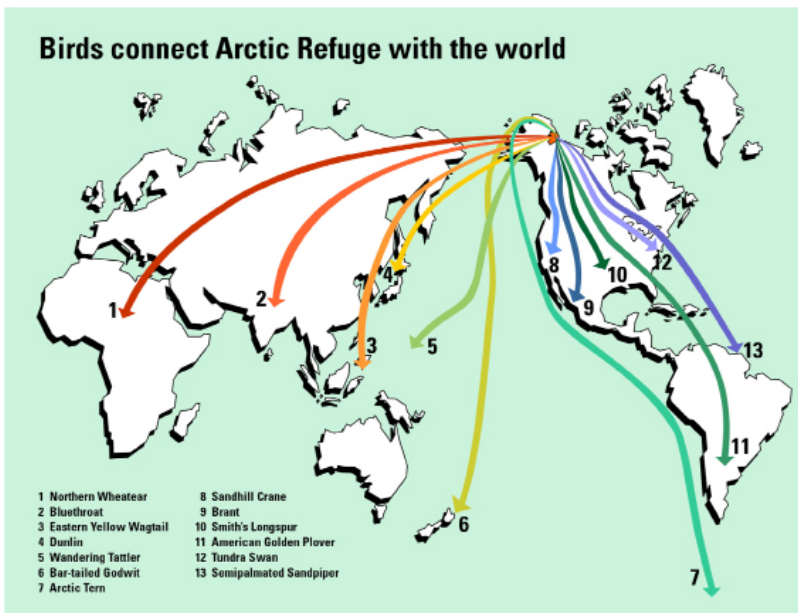 Birds connect Arctic Refuge with the world
1
2
3
4
5
6
7
8
9
10
11
12
13
1 Northern Wheatear
2 Bluethroat
3 Eastern Yellow Wagtail
4 Dunlin
5 Wandering Tattler
6 Bar-tailed Godwit
7 Arctic Tern
8 Sandhill Crane
9 Brant
10 Smith's Longspur
11 American Golden Plover
12 Tundra Swan
13 Semipalmated Sandpiper